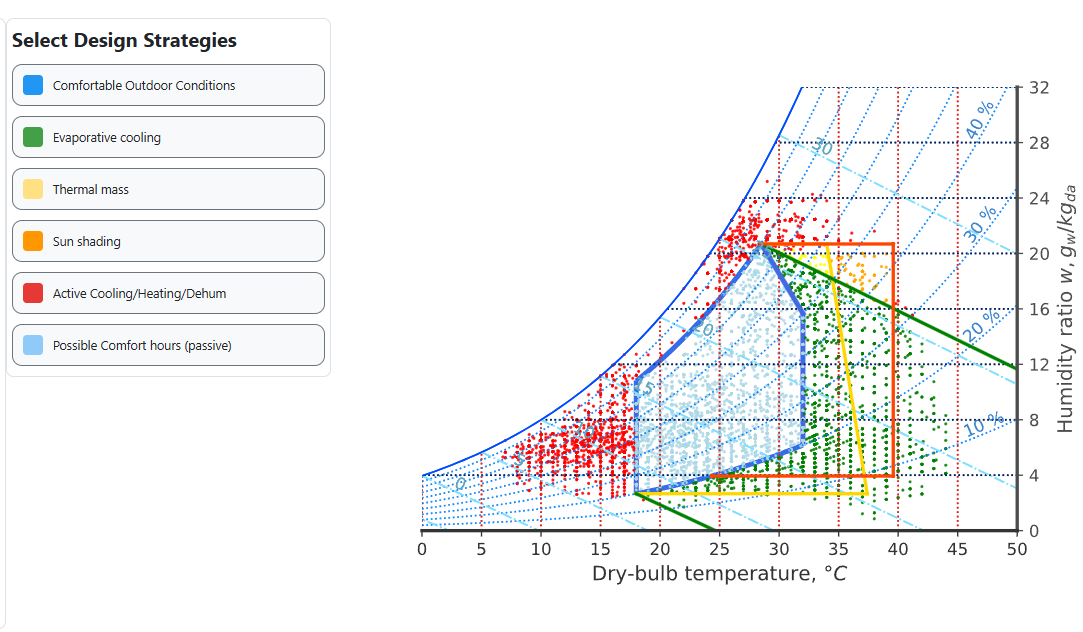 Select Design Strategies
Comfortable Outdoor Conditions
Evaporative cooling
Thermal mass
Sun shading
Active Cooling/Heating/Dehum
Possible Comfort hours (passive)
32
28
24
20
16
12
8
4
0
Humidity ratio w, g_w/kg_da
40 %
30 %
20 %
10 %
30
0
0 5 10 15 20 25 30 35 40 45 50
Dry-bulb temperature, °C